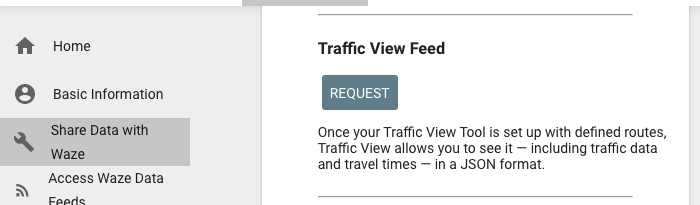 Home
Basic Information
Share Data with
Waze
Access Waze Data
Feeds
Traffic View Feed
REQUEST
Once your Traffic View Tool is set up with defined routes,
Traffic View allows you to see it — including traffic data
and travel times — in a JSON format.